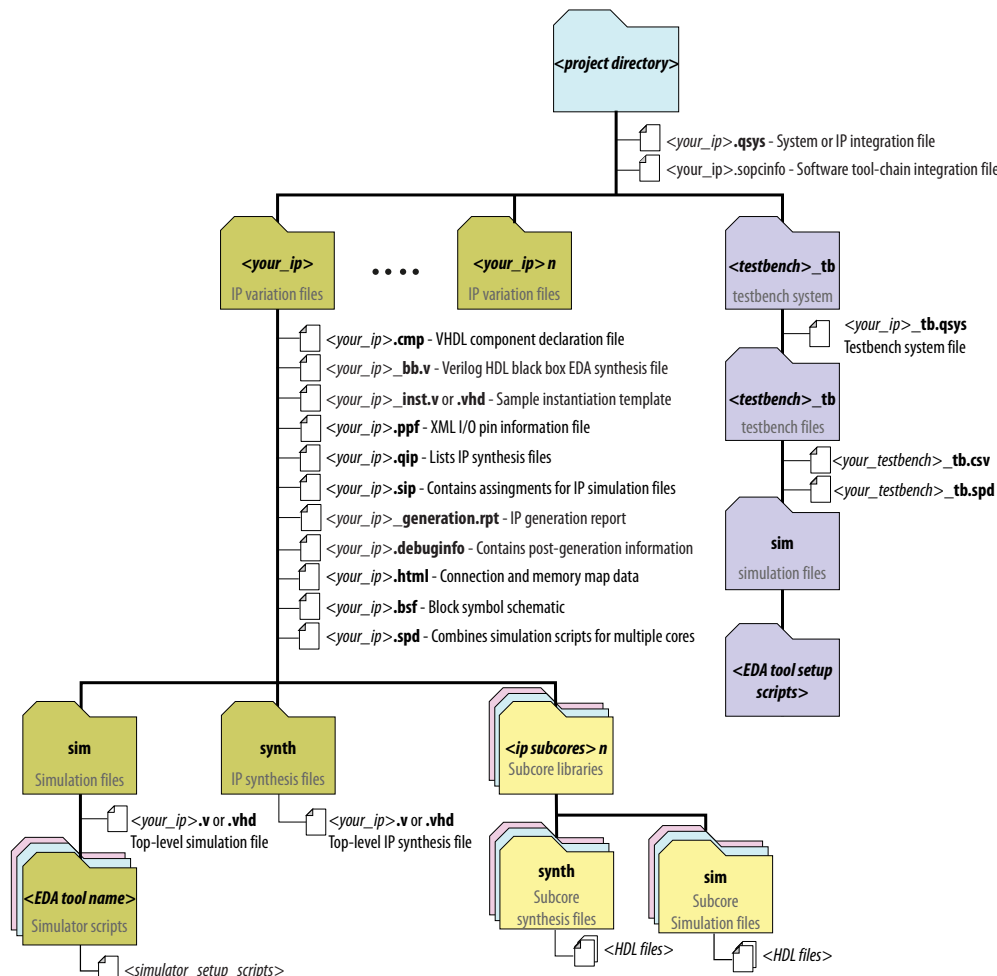 <project directory>
<your_ip>.qsys - System or IP integration file
<your_ip>.sopcinfo - Software tool-chain integration file
<your_ip>
IP variation files
<your_ip> n
IP variation files
<testbench>_tb
testbench system
<your_ip>_tb.qsys
Testbench system file
<your_ip>.cmp - VHDL component declaration file
<your_ip>_bb.v - Verilog HDL black box EDA synthesis file
<your_ip>_inst.v or .vhd - Sample instantiation template
<your_ip>.ppf - XML I/O pin information file
<your_ip>.qip - Lists IP synthesis files
<your_ip>.sip - Contains assingments for IP simulation files
<your_ip>_generation.rpt - IP generation report
<your_ip>.debuginfo - Contains post-generation information
<your_ip>.html - Connection and memory map data
<your_ip>.bsf - Block symbol schematic
<your_ip>.spd - Combines simulation scripts for multiple cores
<testbench>_tb
testbench files
<your_testbench>_tb.csv
<your_testbench>_tb.spd
sim
simulation files
<EDA tool setup
scripts>
sim
Simulation files
<your_ip>.v or .vhd
Top-level simulation file
<EDA tool name>
Simulator scripts
<simulator_setup_scripts>
synth
IP synthesis files
<your_ip>.v or .vhd
Top-level IP synthesis file
<ip subcores> n
Subcore libraries
synth
Subcore
synthesis files
<HDL files>
sim
Subcore
Simulation files
<HDL files>